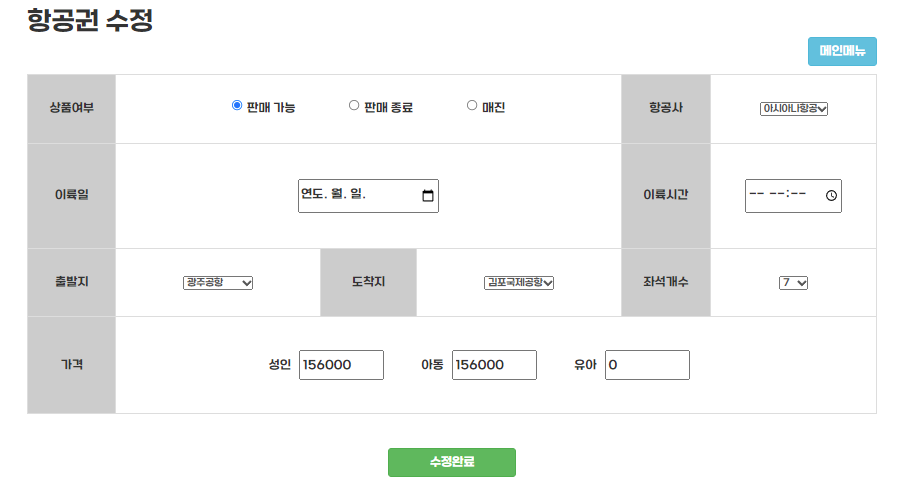 항공권 수정
메인메뉴
상품여부 판매 가능 판매 종료 매진 항공사 아시아나항공
이륙일 연도. 월. 일. 이륙시간 -- --:--
출발지 광주공항 도착지 김포국제공항 좌석개수 7
가격 성인 156000 아동 156000 유아 0
수정완료